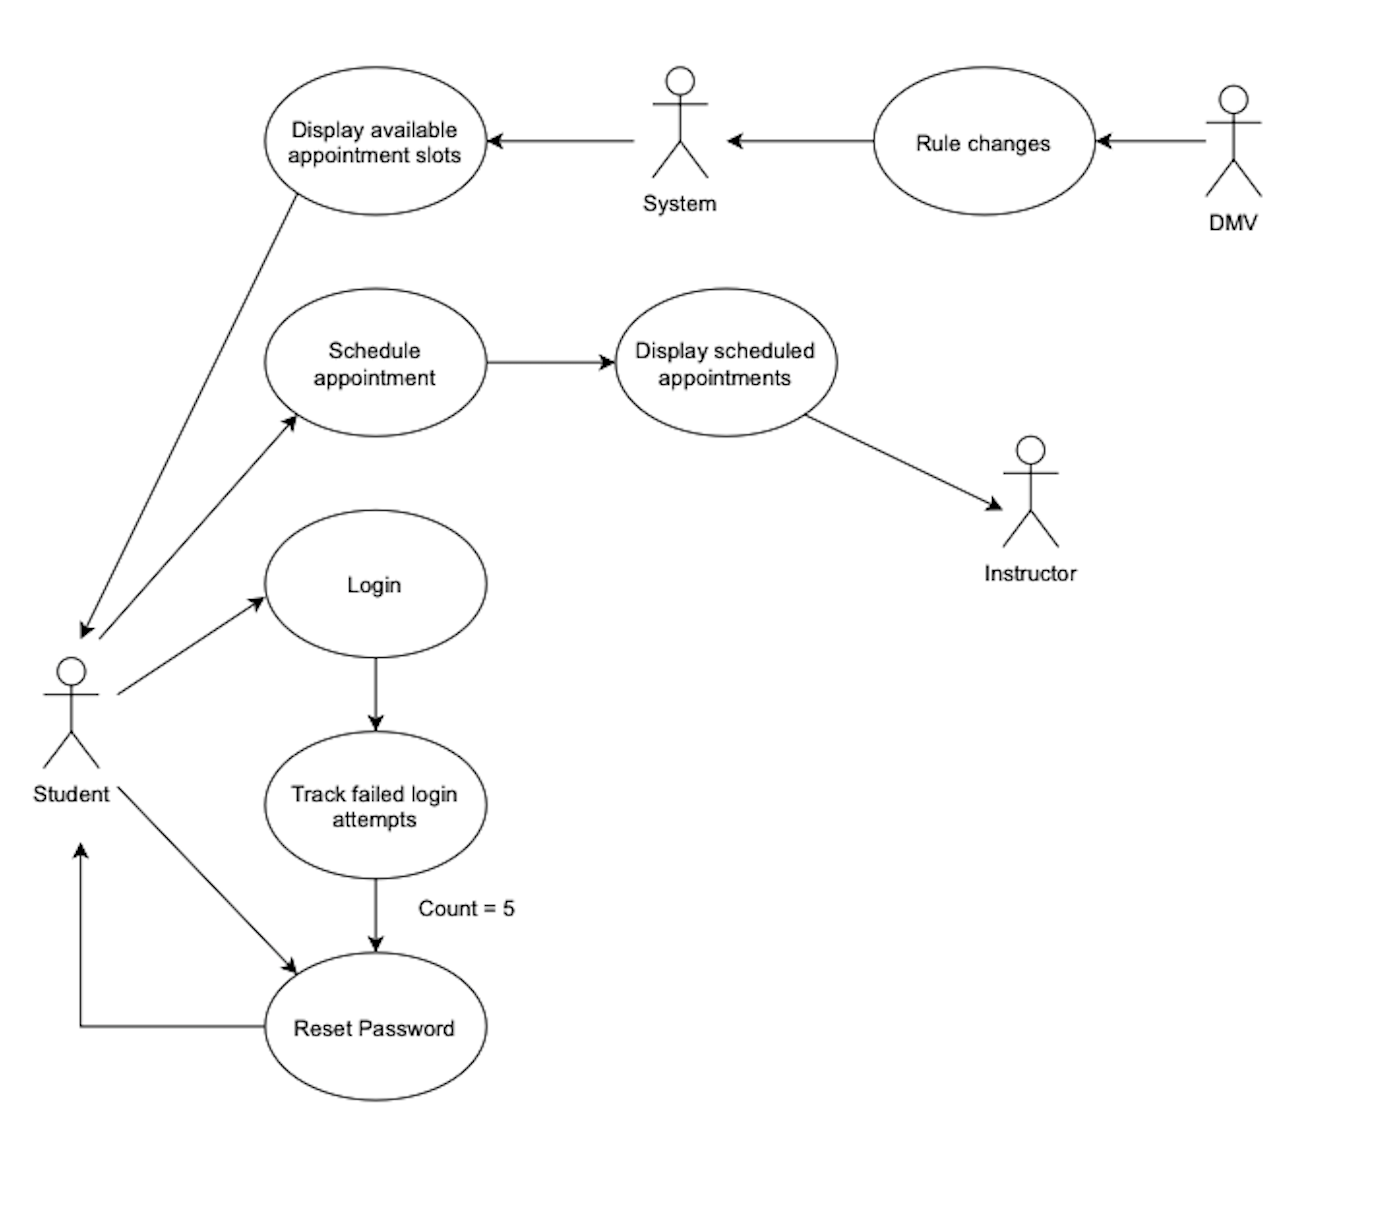 Display available
appointment slots
System
Rule changes
DMV
Schedule
appointment
Display scheduled
appointments
Instructor
Login
Student
Track failed login
attempts
Count = 5
Reset Password